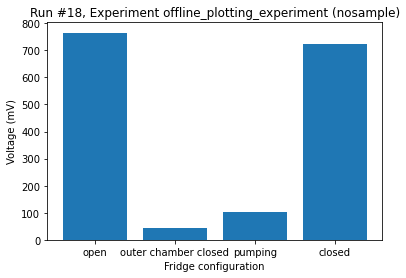 Run #18, Experiment offline_plotting_experiment (nosample)
800
700
600
500
400
300
200
100
0
Voltage (mV)
open outer chamber closed pumping closed
Fridge configuration